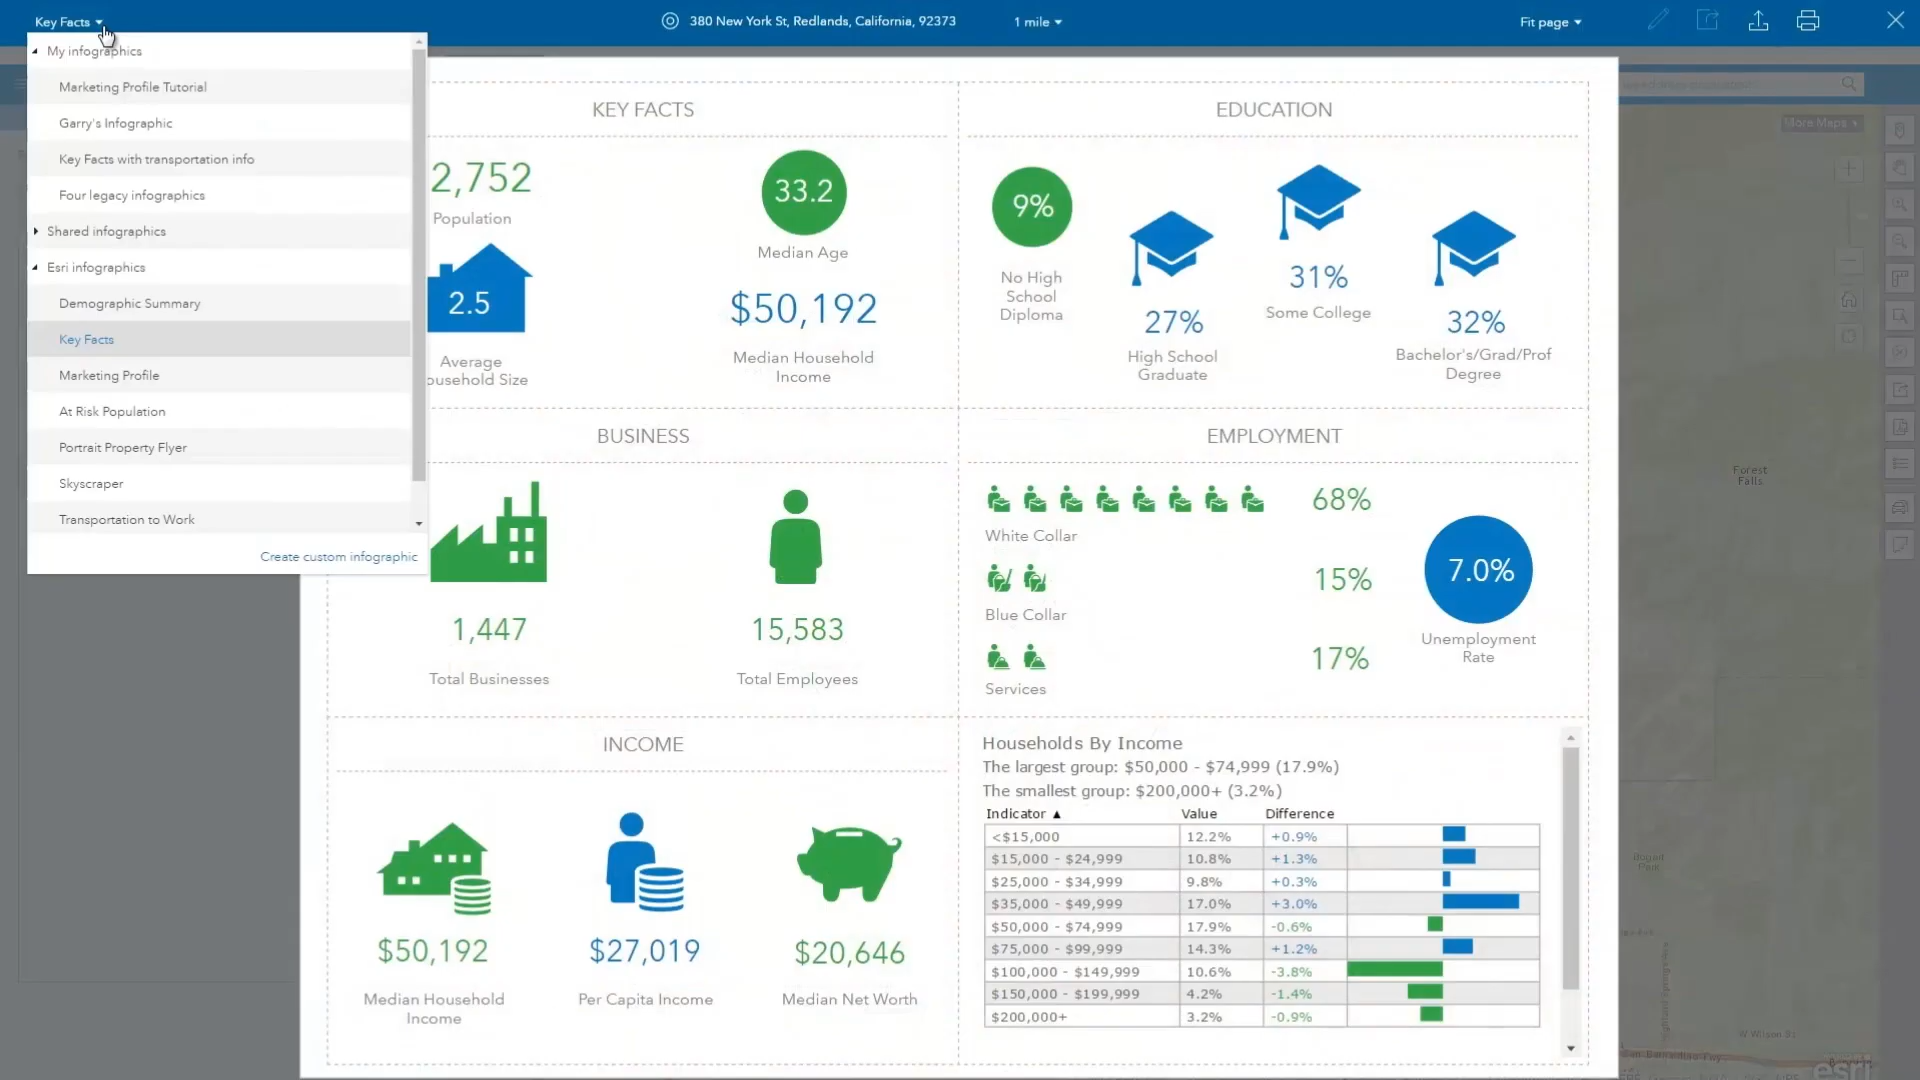 Key Facts
380 New York St, Redlands, California, 92373
1 mile
Fit page
My infographics
Marketing Profile Tutorial
Garry's Infographic
Key Facts with transportation info
Four legacy infographics
Shared infographics
Esri infographics
Demographic Summary
Key Facts
Marketing Profile
At Risk Population
Portrait Property Flyer
Skyscraper
Transportation to Work
Create custom infographic
KEY FACTS
2,752
Population
33.2
Median Age
2.5
Average
ousehold Size
$50,192
Median Household
Income
EDUCATION
9%
No High
School
Diploma
27%
High School
Graduate
31%
Some College
32%
Bachelor's/Grad/Prof
Degree
BUSINESS
1,447
Total Businesses
15,583
Total Employees
EMPLOYMENT
68%
White Collar
15%
Blue Collar
17%
Services
7.0%
Unemployment
Rate
INCOME
$50,192
Median Household
Income
$27,019
Per Capita Income
$20,646
Median Net Worth
Households By Income
The largest group: $50,000 - $74,999 (17.9%)
The smallest group: $200,000+ (3.2%)
Indicator ▲ Value Difference
<$15,000 12.2% +0.9%
$15,000 - $24,999 10.8% +1.3%
$25,000 - $34,999 9.8% +0.3%
$35,000 - $49,999 17.0% +3.0%
$50,000 - $74,999 17.9% -0.6%
$75,000 - $99,999 14.3% +1.2%
$100,000 - $149,999 10.6% -3.8%
$150,000 - $199,999 4.2% -1.4%
$200,000+ 3.2% -0.9%
More Maps
Forest
Falls
W Wilson St
esri